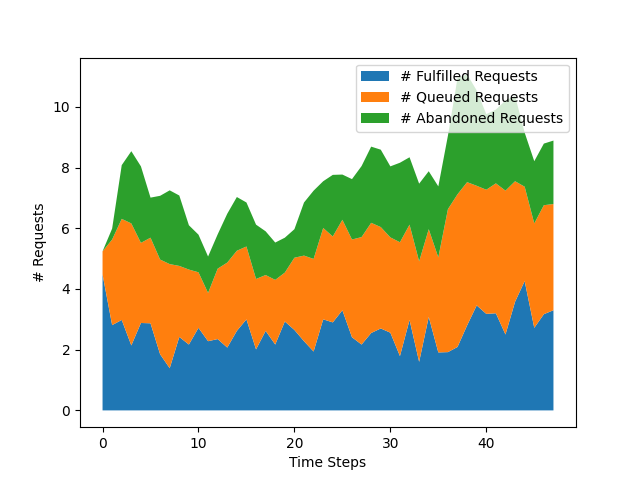 # Fulfilled Requests
# Queued Requests
# Abandoned Requests
10
8
6
4
2
0
# Requests
0 10 20 30 40
Time Steps